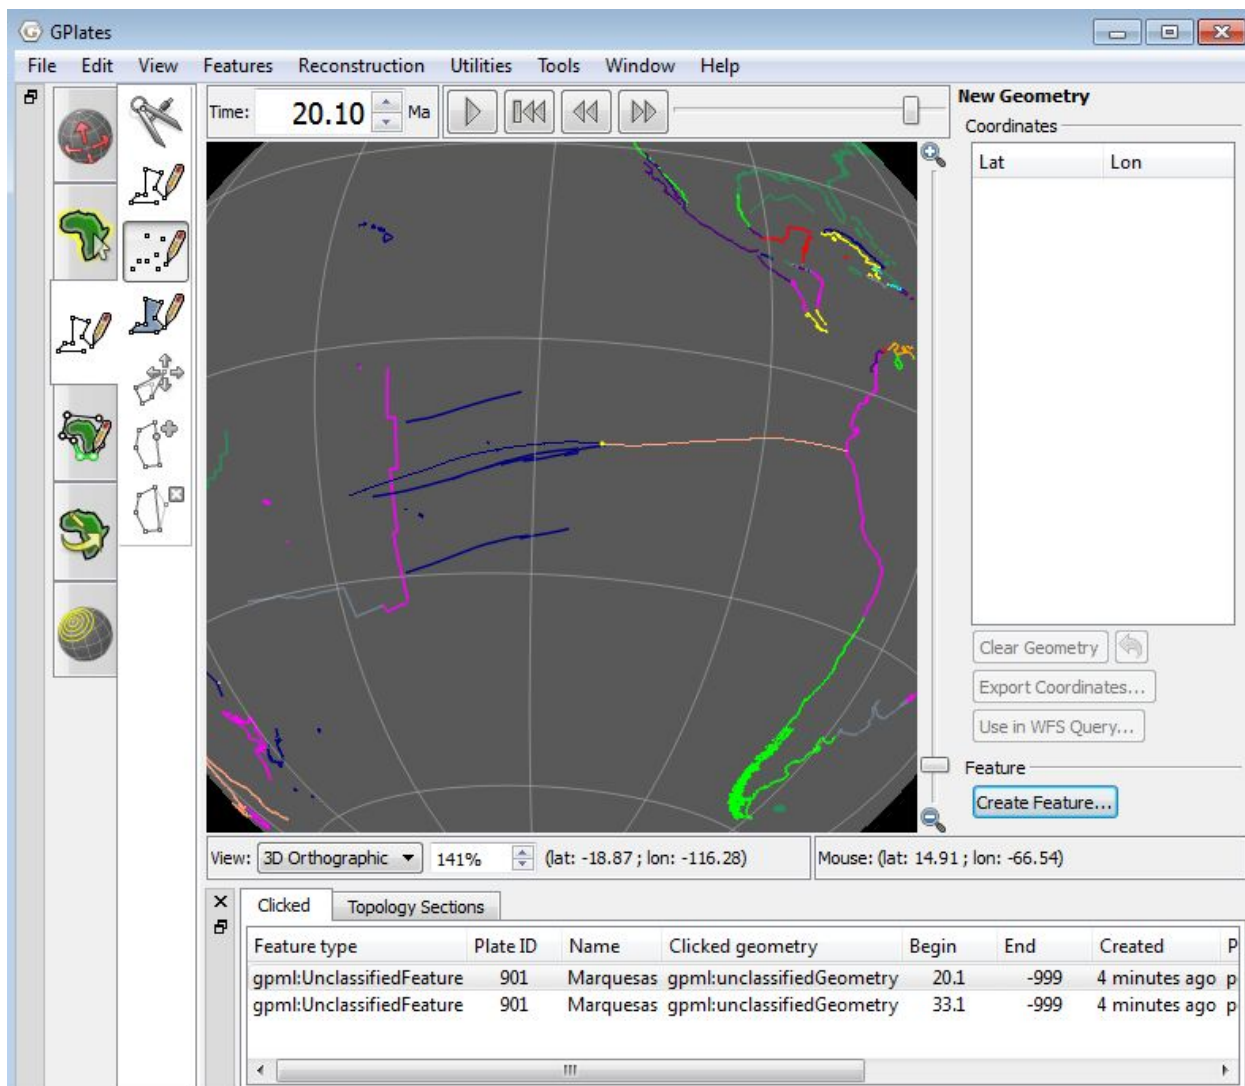 GPlates
File Edit View Features Reconstruction Utilities Tools Window Help
Time: 20.10 Ma
New Geometry
Coordinates
Lat Lon
Clear Geometry
Export Coordinates...
Use in WFS Query...
Feature
Create Feature...
View: 3D Orthographic 141% (lat: -18.87 ; lon: -116.28) Mouse: (lat: 14.91 ; lon: -66.54)
Clicked Topology Sections
Feature type Plate ID Name Clicked geometry Begin End Created P
gpml:UnclassifiedFeature 901 Marquesas gpml:unclassifiedGeometry 20.1 -999 4 minutes ago p
gpml:UnclassifiedFeature 901 Marquesas gpml:unclassifiedGeometry 33.1 -999 4 minutes ago p